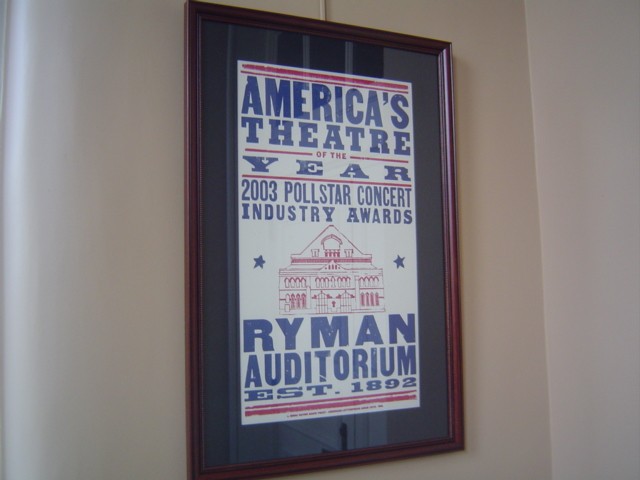 AMERICA'S
THEATRE
OF THE
YEAR
2003 POLLSTAR CONCERT
INDUSTRY AWARDS
RYMAN
AUDITORIUM
EST. 1892